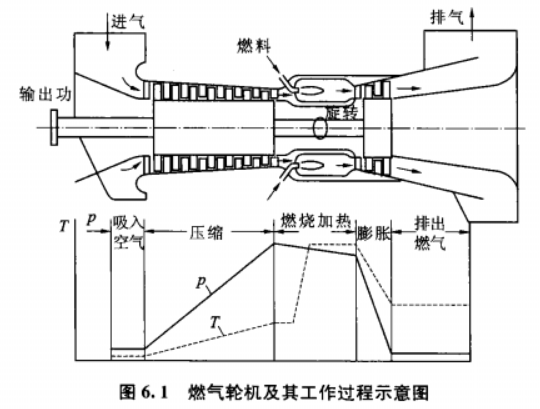 进气
排气
燃料
输出功
旋转
T
p
吸入
空气
压缩
燃烧加热
膨胀
排出
燃气
p
T
图 6.1 燃气轮机及其工作过程示意图